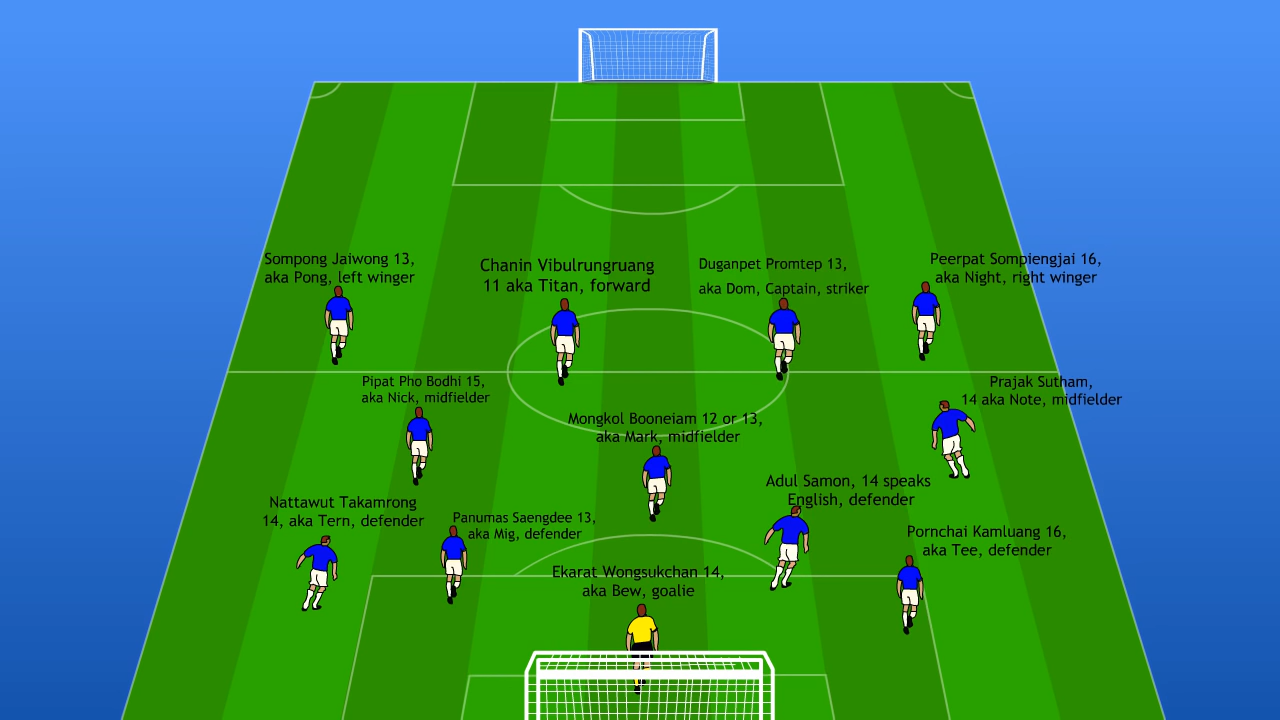 Sompong Jaiwong 13,
aka Pong, left winger
Chanin Vibulrungruang
11 aka Titan, forward
Duganpet Promtep 13,
aka Dom, Captain, striker
Peerpat Sompiengjai 16,
aka Night, right winger
Pipat Pho Bodhi 15,
aka Nick, midfielder
Mongkol Booneiam 12 or 13,
aka Mark, midfielder
Prajak Sutham,
14 aka Note, midfielder
Nattawut Takamrong
14, aka Tern, defender
Panumas Saengdee 13,
aka Mig, defender
Adul Samon, 14 speaks
English, defender
Pornchai Kamluang 16,
aka Tee, defender
Ekarat Wongsukchan 14,
aka Bew, goalie